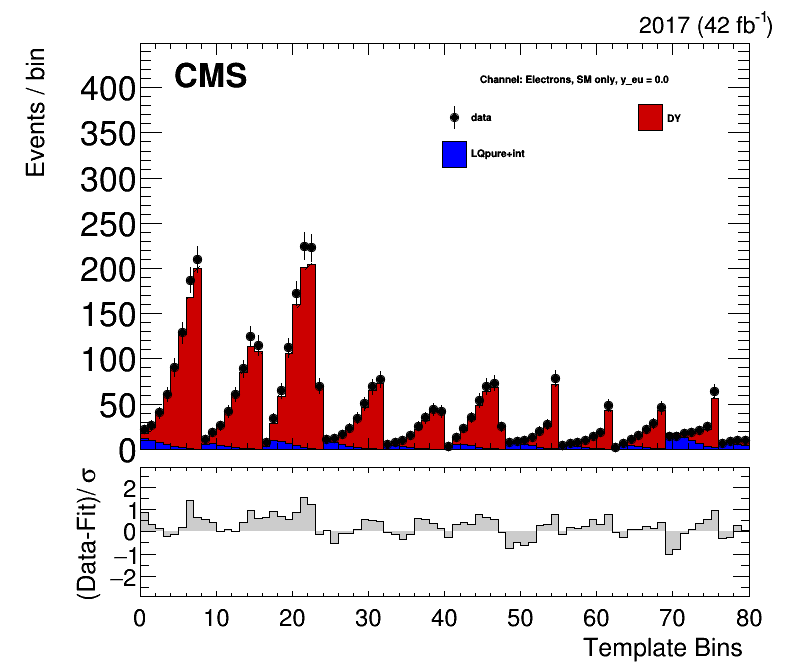 2017 (42 fb⁻¹)
Events / bin
CMS
Channel: Electrons, SM only, y_eu = 0.0
data
DY
LQpure+int
400
350
300
250
200
150
100
50
0
(Data-Fit)/ σ
2
1
0
−1
−2
0 10 20 30 40 50 60 70 80
Template Bins